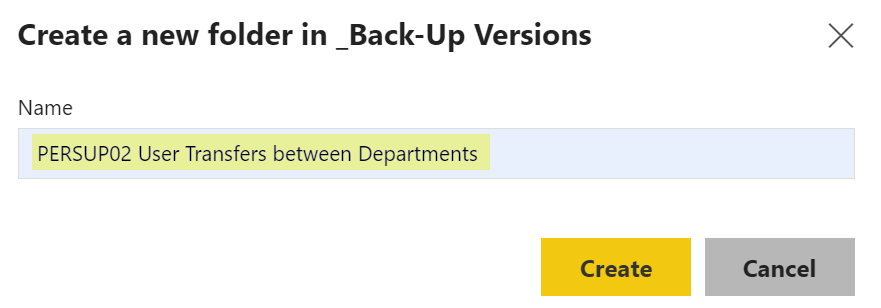 Create a new folder in _Back-Up Versions
Name
PERSUP02 User Transfers between Departments
Create
Cancel